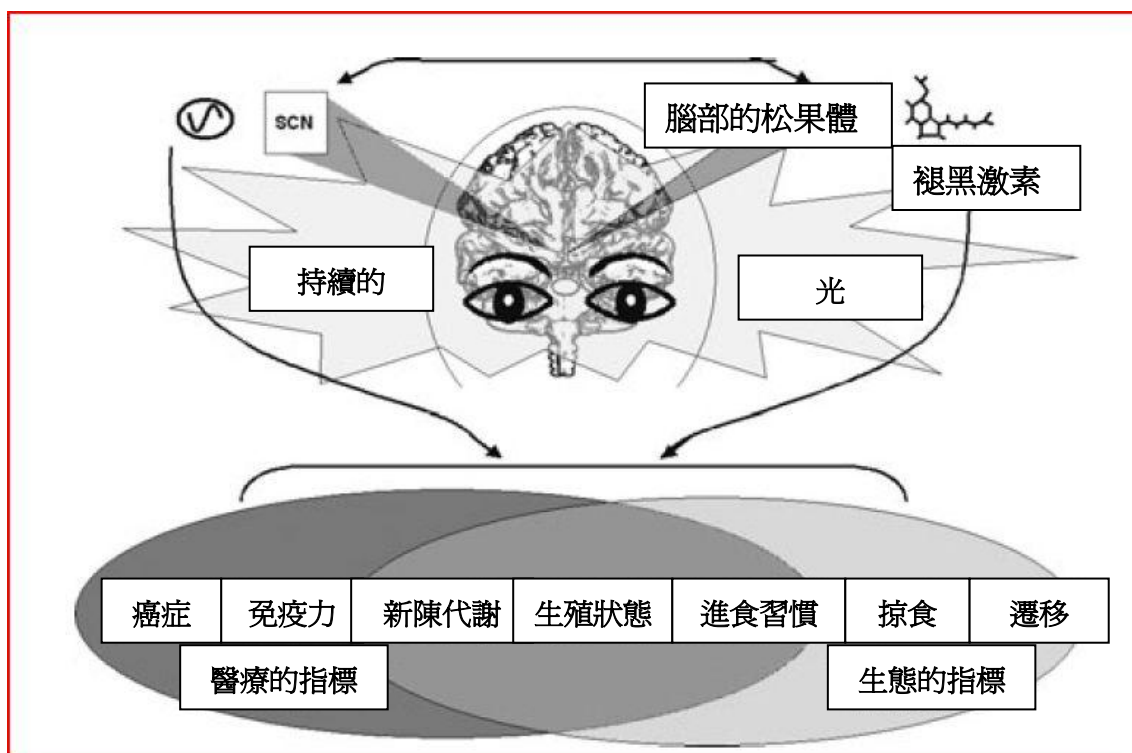 SCN
腦部的松果體
褪黑激素
持續的
光
癌症
免疫力
新陳代謝
生殖狀態
進食習慣
掠食
遷移
醫療的指標
生態的指標